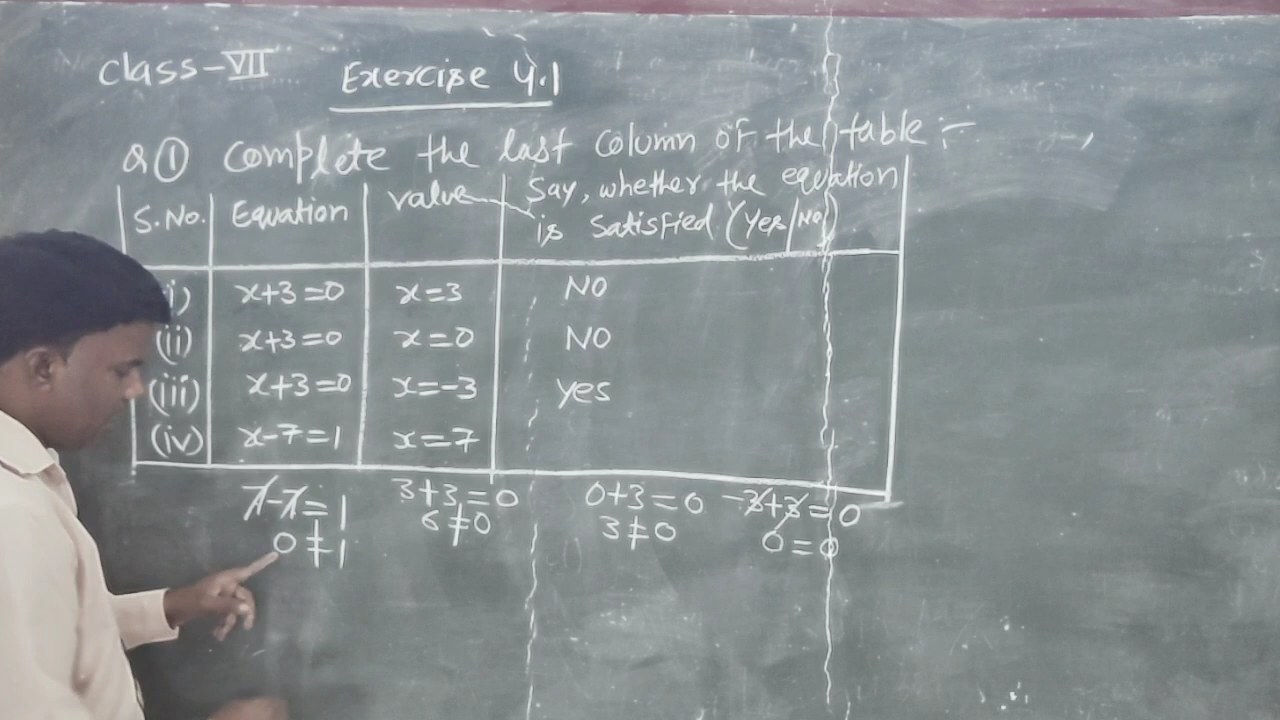 Class-VII Exercise 4.1
Q① Complete the last column of the table :-
S.No. Equation value Say, whether the equation
is satisfied (Yes/No)
i) x+3=0 x=3 NO
(ii) x+3=0 x=0 NO
(iii) x+3=0 x=-3 yes
(iv) x-7=1 x=7
7-7=1 3+3=0 0+3=0 -3+3=0
0≠1 6≠0 3≠0 0=0